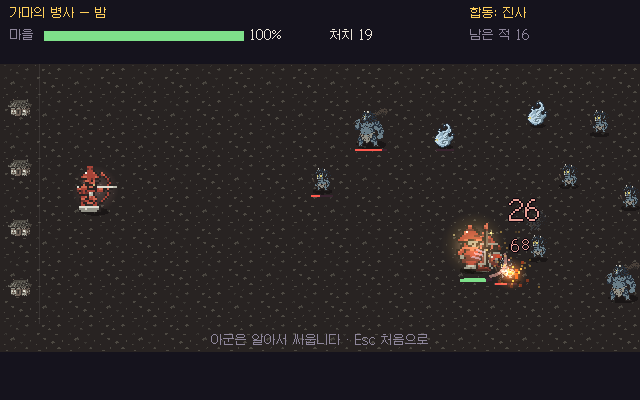 가마의 병사 – 밤
합동: 진사
마을 100% 처치 19 남은 적 16
26
68
아군은 알아서 싸웁니다 · Esc 처음으로